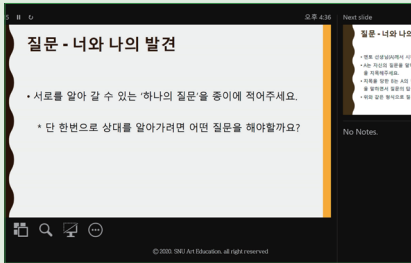 오후 4:36
Next slide
질문 - 너와 나의 발견
• 서로를 알아 갈 수 있는 '하나의 질문'을 종이에 적어주세요.
* 단 한번으로 상대를 알아가려면 어떤 질문을 해야할까요?
질문 - 너와 나의
No Notes.
ⓒ 2020. SNU Art Education. all right reserved